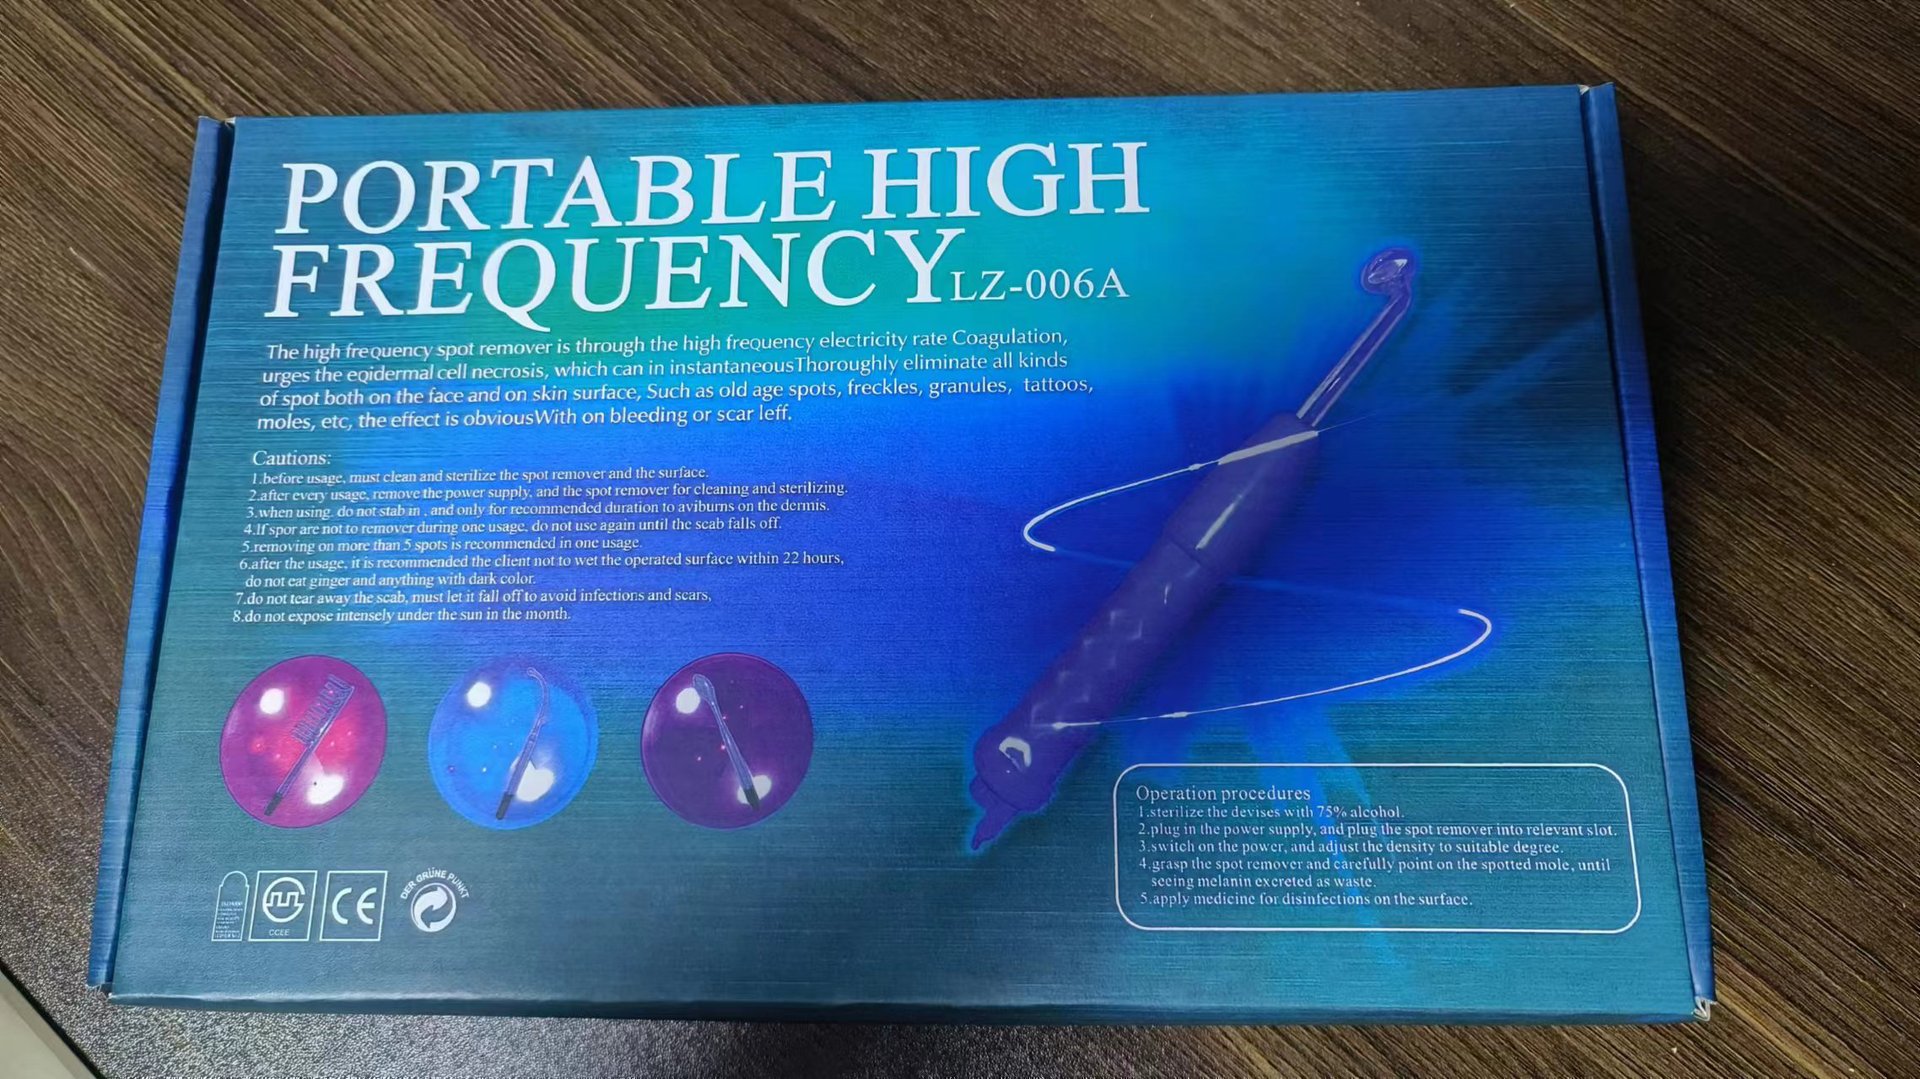 PORTABLE HIGH
FREQUENCY LZ-006A
The high freQuency spot remover is through the high freQuency electricity rate Coagulation,
urges the eqidermal cell necrosis, which can in instantaneousThoroughly eliminate all kinds
of spot both on the face and on skin surface, Such as old age spots, freckles, granules, tattoos,
moles, etc, the effect is obviousWith on bleeding or scar leff.
Cautions:
1.before usage, must clean and sterilize the spot remover and the surface.
2.after every usage, remove the power supply, and the spot remover for cleaning and sterilizing.
3.when using. do not stab in , and only for recommended duration to aviburns on the dermis.
4.If spor are not to remover during one usage, do not use again until the scab falls off.
5.removing on more than 5 spots is recommended in one usage.
6.after the usage, it is recommended the client not to wet the operated surface within 22 hours,
do not eat ginger and anything with dark color.
7.do not tear away the scab, must let it fall off to avoid infections and scars,
8.do not expose intensely under the sun in the month.
Operation procedures
1.sterilize the devises with 75% alcohol.
2.plug in the power supply, and plug the spot remover into relevant slot.
3.switch on the power, and adjust the density to suitable degree.
4.grasp the spot remover and carefully point on the spotted mole, until
seeing melanin excreted as waste.
5.apply medicine for disinfections on the surface.
CCEE
CE
DER GRÜNE PUNKT